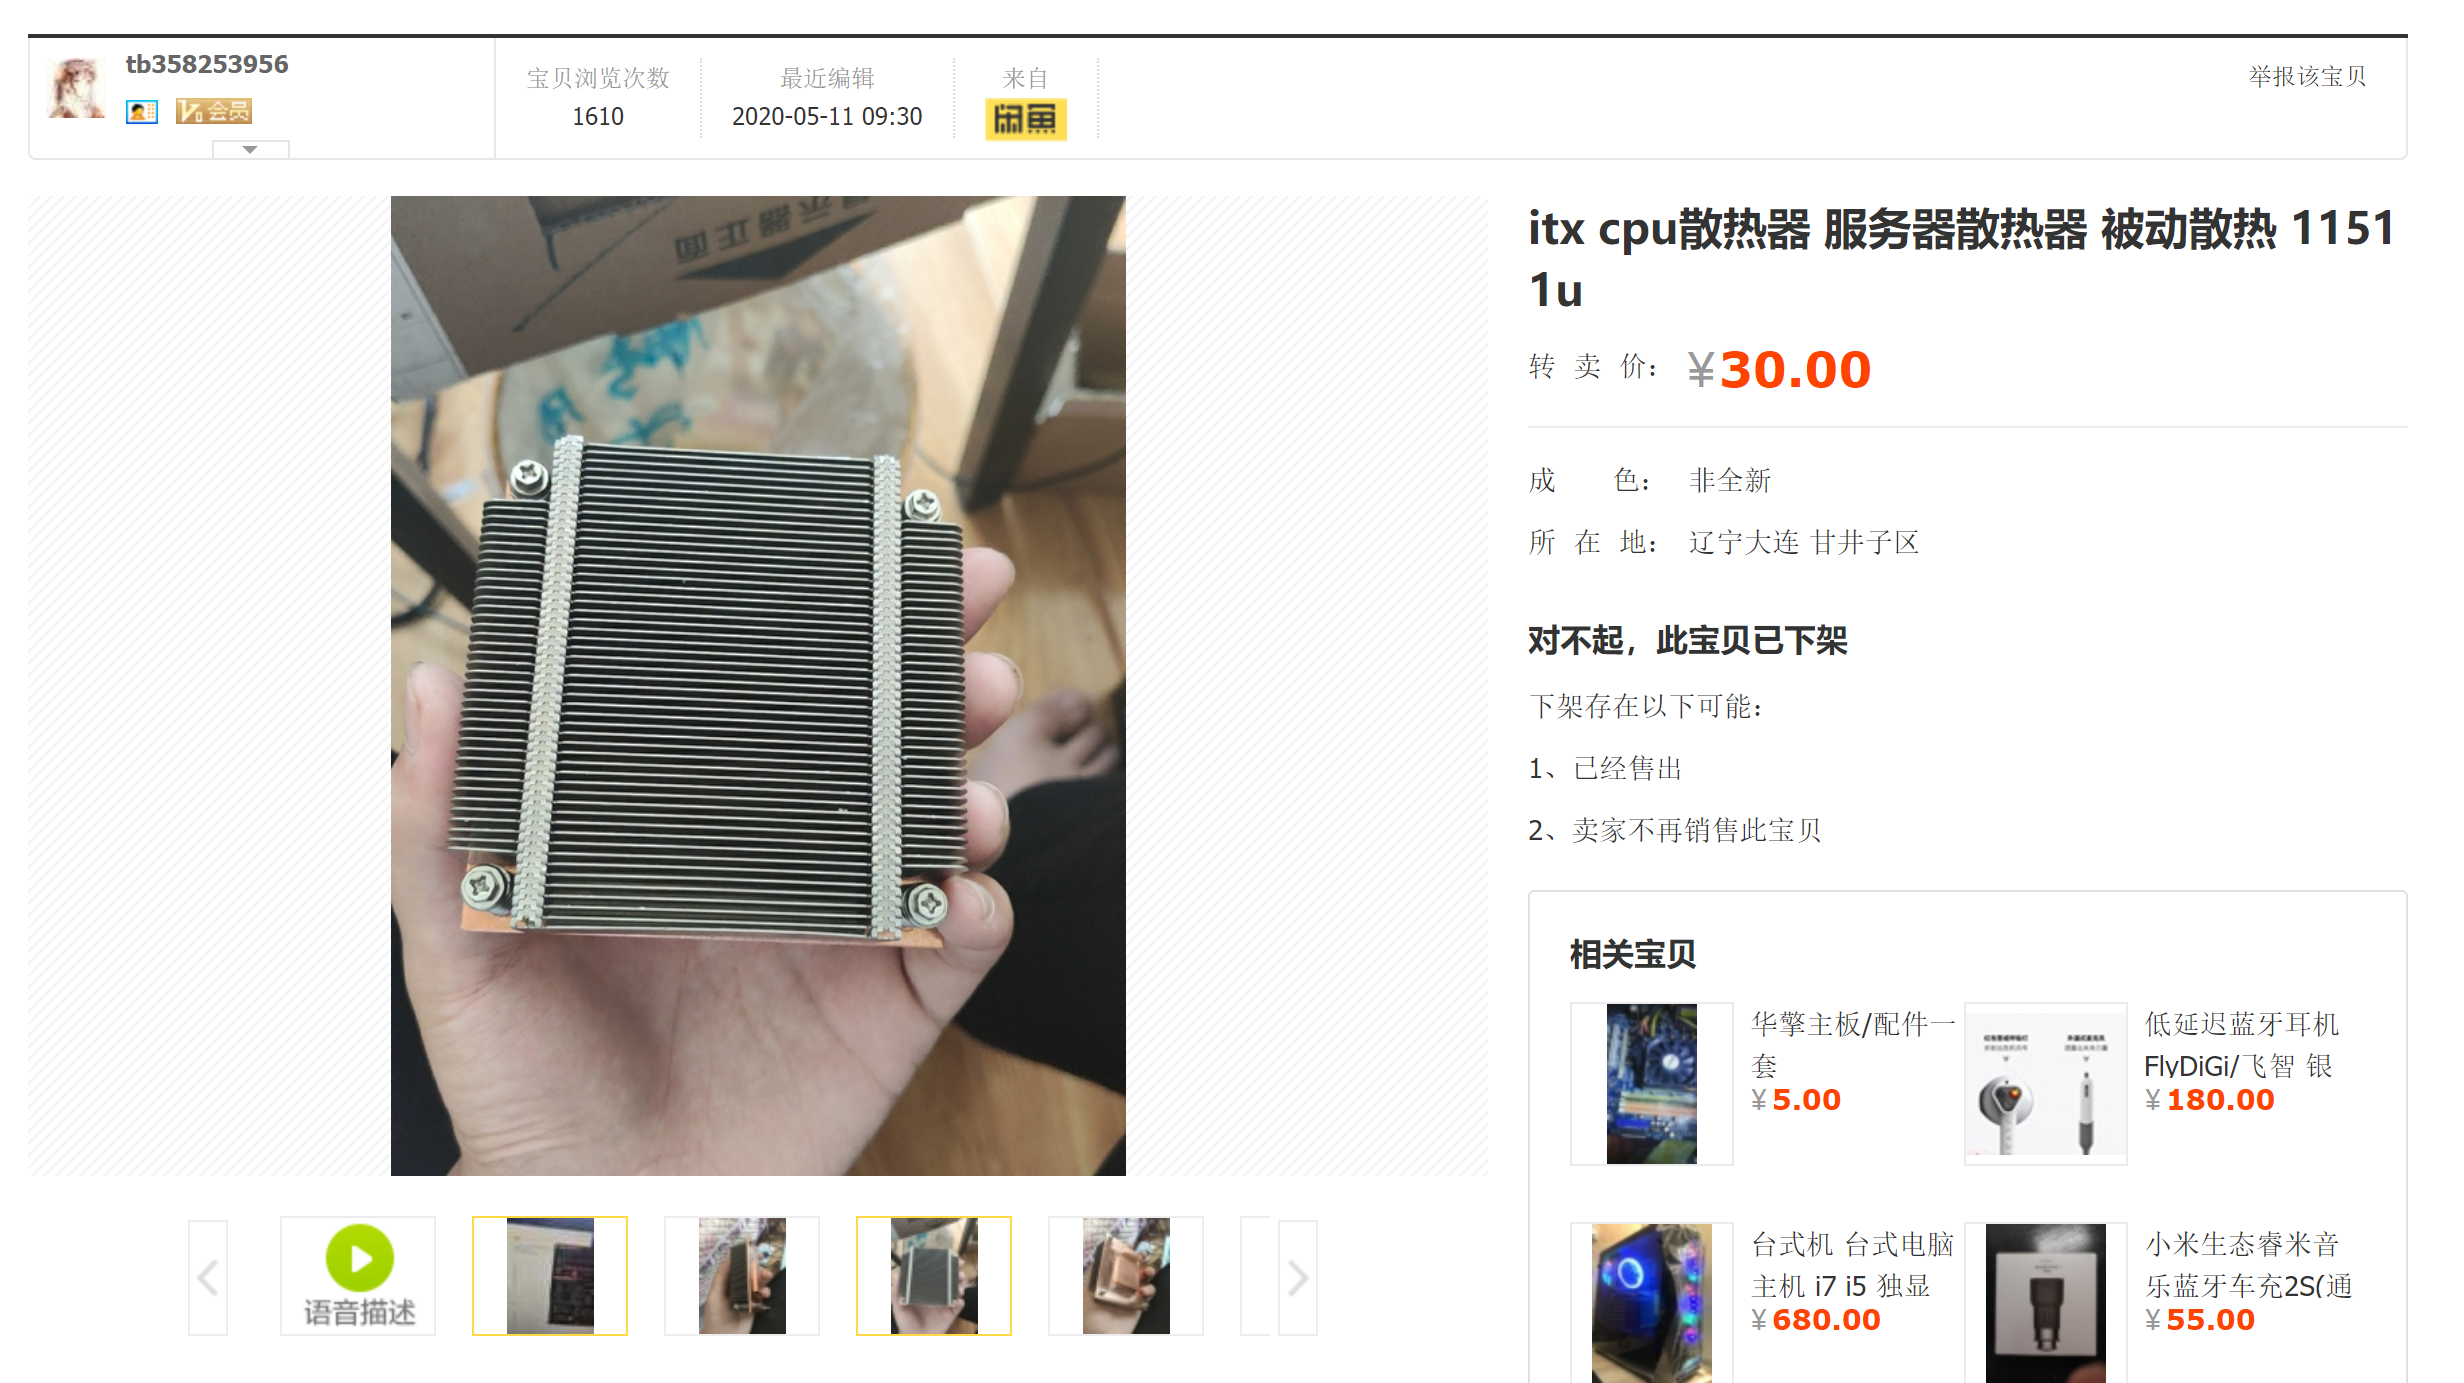 tb358253956
V0会员
宝贝浏览次数
1610
最近编辑
2020-05-11 09:30
来自
闲鱼
举报该宝贝
显示器正面
itx cpu散热器 服务器散热器 被动散热 1151
1u
转卖价：
¥30.00
成色：
非全新
所在地：
辽宁大连 甘井子区
对不起，此宝贝已下架
下架存在以下可能：
1、已经售出
2、卖家不再销售此宝贝
相关宝贝
华擎主板/配件一
套
¥5.00
低延迟蓝牙耳机
FlyDiGi/飞智 银
¥180.00
台式机 台式电脑
主机 i7 i5 独显
¥680.00
小米生态睿米音
乐蓝牙车充2S(通
¥55.00
语音描述